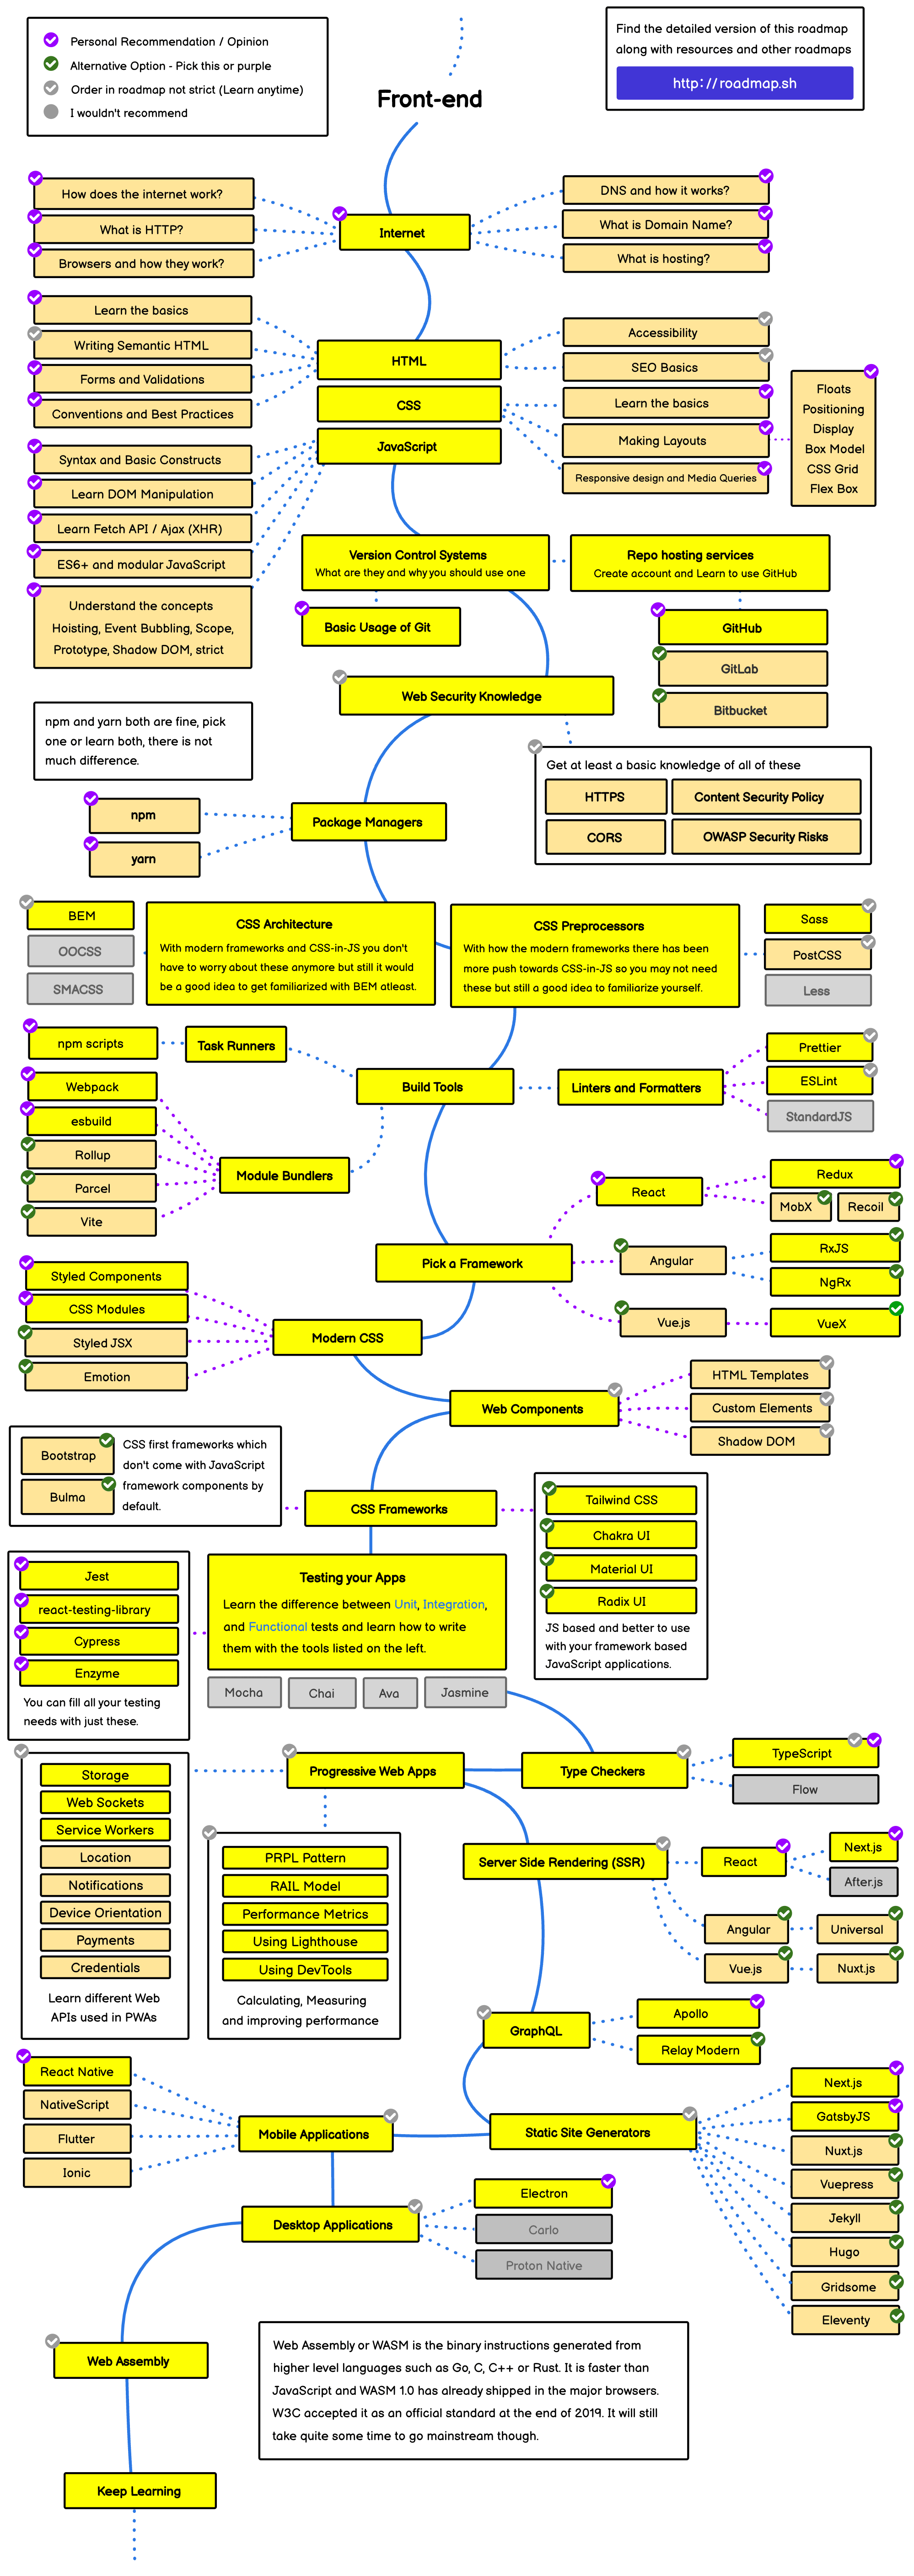 Personal Recommendation / Opinion
Alternative Option - Pick this or purple
Order in roadmap not strict (Learn anytime)
I wouldn't recommend
Find the detailed version of this roadmap
along with resources and other roadmaps
http://roadmap.sh
Front-end
How does the internet work?
What is HTTP?
Browsers and how they work?
Internet
DNS and how it works?
What is Domain Name?
What is hosting?
Learn the basics
Writing Semantic HTML
Forms and Validations
Conventions and Best Practices
HTML
CSS
JavaScript
Accessibility
SEO Basics
Learn the basics
Making Layouts
Responsive design and Media Queries
Floats
Positioning
Display
Box Model
CSS Grid
Flex Box
Syntax and Basic Constructs
Learn DOM Manipulation
Learn Fetch API / Ajax (XHR)
ES6+ and modular JavaScript
Understand the concepts
Hoisting, Event Bubbling, Scope,
Prototype, Shadow DOM, strict
Version Control Systems
What are they and why you should use one
Repo hosting services
Create account and Learn to use GitHub
Basic Usage of Git
GitHub
GitLab
Bitbucket
Web Security Knowledge
npm and yarn both are fine, pick
one or learn both, there is not
much difference.
Get at least a basic knowledge of all of these
HTTPS
Content Security Policy
CORS
OWASP Security Risks
npm
yarn
Package Managers
BEM
OOCSS
SMACSS
CSS Architecture
With modern frameworks and CSS-in-JS you don't
have to worry about these anymore but still it would
be a good idea to get familiarized with BEM atleast.
CSS Preprocessors
With how the modern frameworks there has been
more push towards CSS-in-JS so you may not need
these but still a good idea to familiarize yourself.
Sass
PostCSS
Less
npm scripts
Task Runners
Build Tools
Linters and Formatters
Prettier
ESLint
StandardJS
Webpack
esbuild
Rollup
Parcel
Vite
Module Bundlers
Pick a Framework
React
Redux
MobX
Recoil
Angular
RxJS
NgRx
Vue.js
VueX
Styled Components
CSS Modules
Styled JSX
Emotion
Modern CSS
Web Components
HTML Templates
Custom Elements
Shadow DOM
Bootstrap
Bulma
CSS first frameworks which
don't come with JavaScript
framework components by
default.
CSS Frameworks
Tailwind CSS
Chakra UI
Material UI
Radix UI
JS based and better to use
with your framework based
JavaScript applications.
Jest
react-testing-library
Cypress
Enzyme
You can fill all your testing
needs with just these.
Testing your Apps
Learn the difference between Unit, Integration,
and Functional tests and learn how to write
them with the tools listed on the left.
Mocha
Chai
Ava
Jasmine
Progressive Web Apps
Type Checkers
TypeScript
Flow
Storage
Web Sockets
Service Workers
Location
Notifications
Device Orientation
Payments
Credentials
Learn different Web
APIs used in PWAs
PRPL Pattern
RAIL Model
Performance Metrics
Using Lighthouse
Using DevTools
Calculating, Measuring
and improving performance
Server Side Rendering (SSR)
React
Next.js
After.js
Angular
Universal
Vue.js
Nuxt.js
GraphQL
Apollo
Relay Modern
React Native
NativeScript
Flutter
Ionic
Mobile Applications
Static Site Generators
Next.js
GatsbyJS
Nuxt.js
Vuepress
Jekyll
Hugo
Gridsome
Eleventy
Desktop Applications
Electron
Carlo
Proton Native
Web Assembly
Web Assembly or WASM is the binary instructions generated from
higher level languages such as Go, C, C++ or Rust. It is faster than
JavaScript and WASM 1.0 has already shipped in the major browsers.
W3C accepted it as an official standard at the end of 2019. It will still
take quite some time to go mainstream though.
Keep Learning